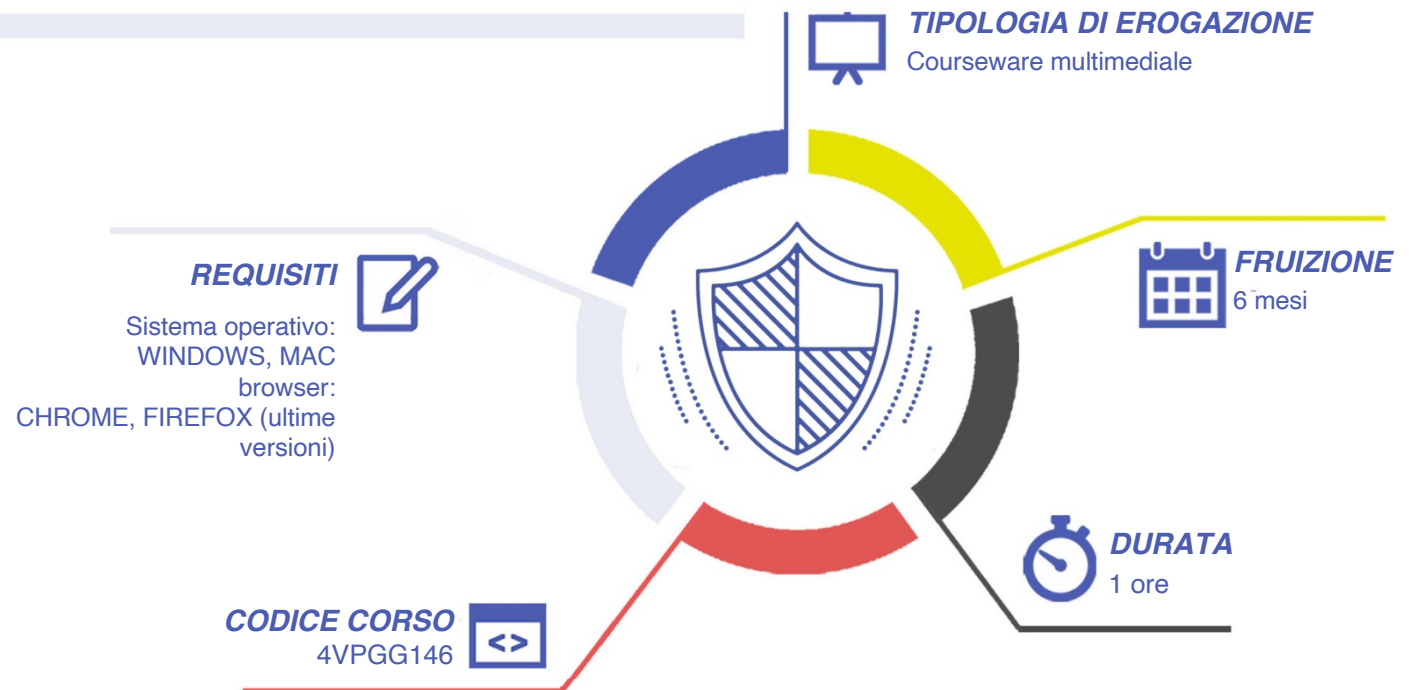 TIPOLOGIA DI EROGAZIONE
Courseware multimediale
REQUISITI
Sistema operativo:
WINDOWS, MAC
browser:
CHROME, FIREFOX (ultime
versioni)
FRUIZIONE
6 mesi
DURATA
1 ore
CODICE CORSO
4VPGG146
<>